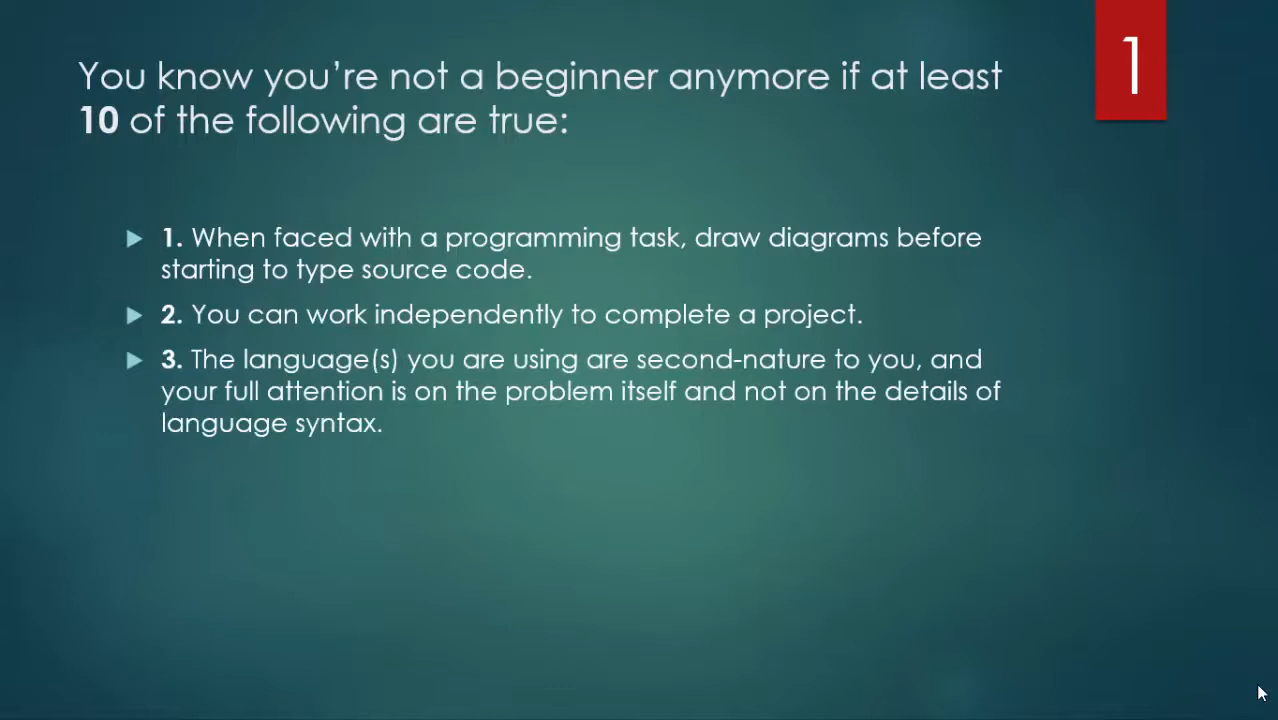 1
You know you're not a beginner anymore if at least
10 of the following are true:
1. When faced with a programming task, draw diagrams before
starting to type source code.
2. You can work independently to complete a project.
3. The language(s) you are using are second-nature to you, and
your full attention is on the problem itself and not on the details of
language syntax.